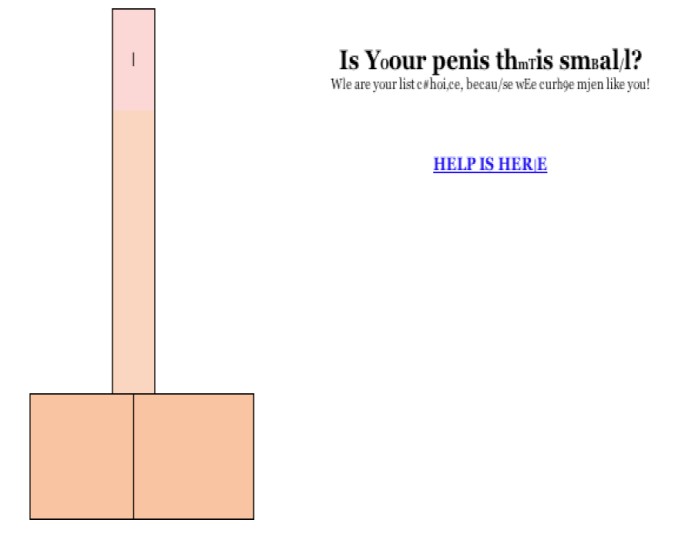 Is Yoour penis thmTis smBal/l?
Wle are your list c#hoi,ce, becau/se wEe curh9e mjen like you!
HELP IS HER|E